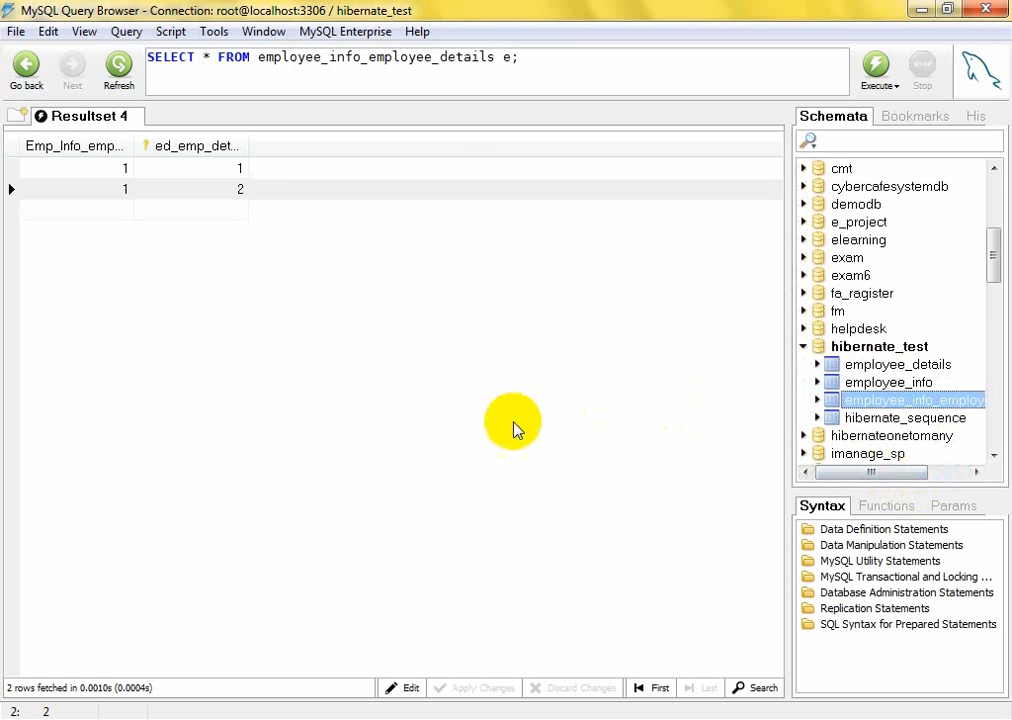 MySQL Query Browser - Connection: root@localhost:3306 / hibernate_test
File Edit View Query Script Tools Window MySQL Enterprise Help
SELECT * FROM employee_info_employee_details e;
Go back Next Refresh Execute Stop
Resultset 4
Schemata Bookmarks His
Emp_Info_emp... ed_emp_det...
1 1
1 2
cmt
cybercafesystemdb
demodb
e_project
elearning
exam
exam6
fa_ragister
fm
helpdesk
hibernate_test
employee_details
employee_info
employee_info_employ
hibernate_sequence
hibernateonetomany
imanage_sp
Syntax Functions Params
Data Definition Statements
Data Manipulation Statements
MySQL Utility Statements
MySQL Transactional and Locking ...
Database Administration Statements
Replication Statements
SQL Syntax for Prepared Statements
2 rows fetched in 0.0010s (0.0004s) Edit Apply Changes Discard Changes First Last Search
2: 2